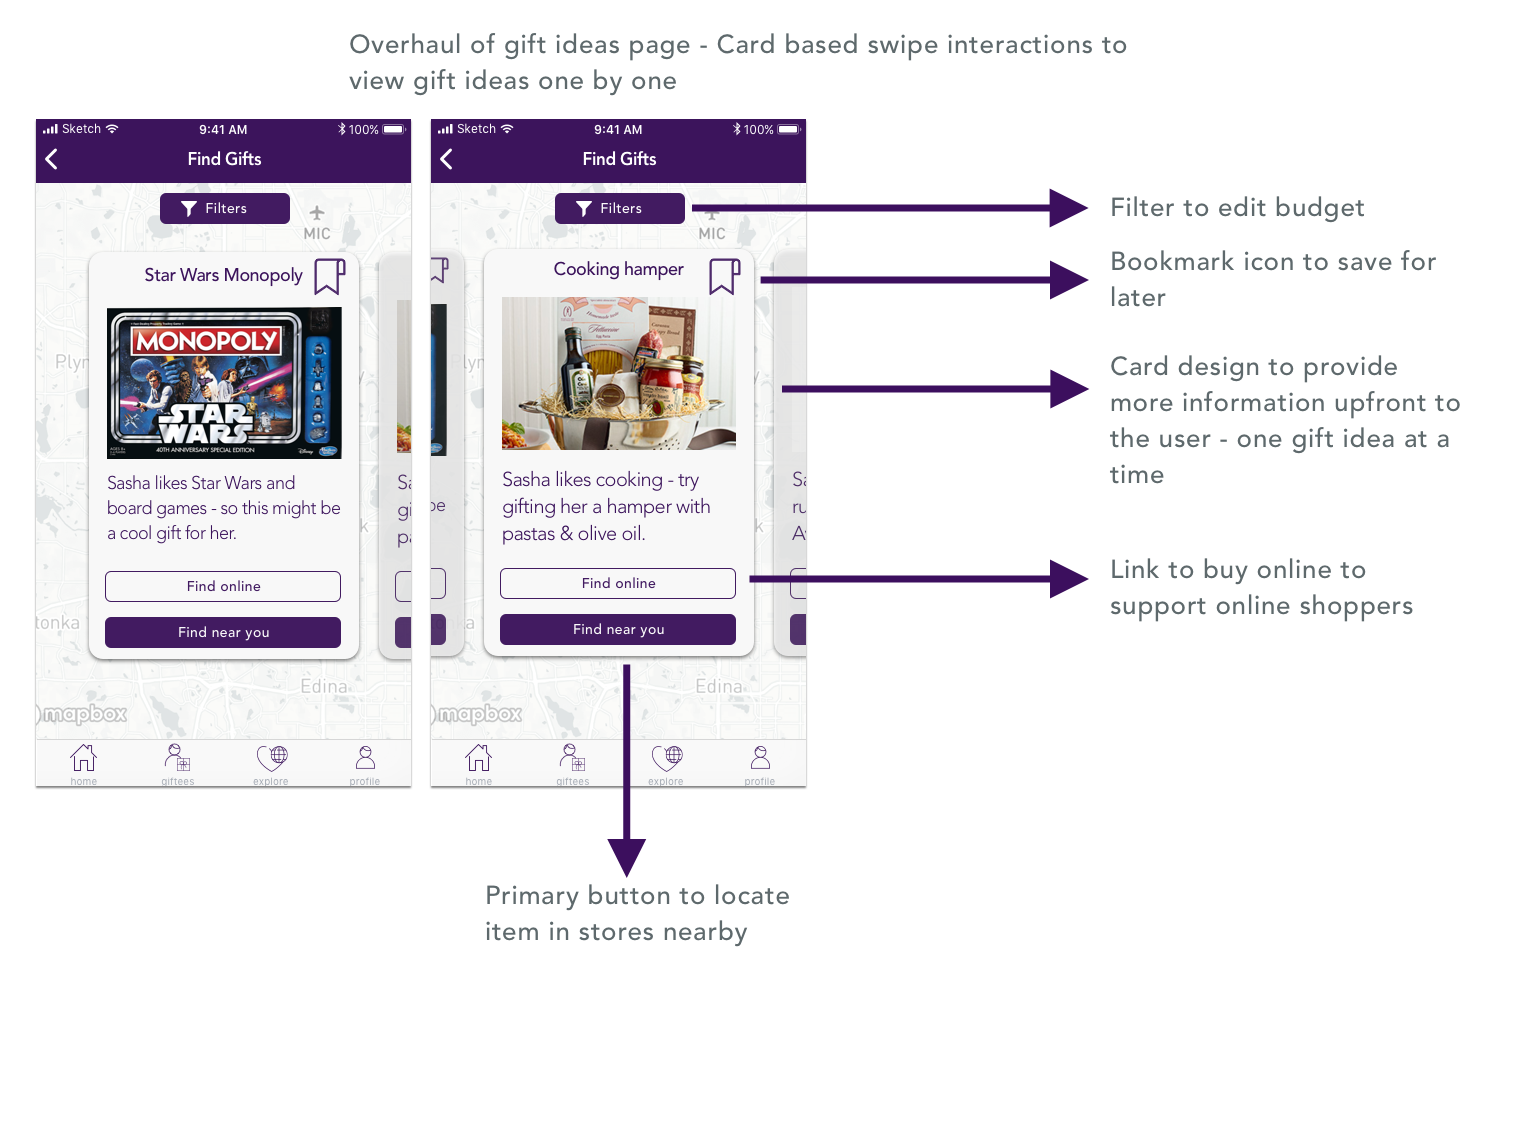 Overhaul of gift ideas page - Card based swipe interactions to
view gift ideas one by one
Sketch 9:41 AM 100%
Find Gifts
Filters
MIC
Star Wars Monopoly
MONOPOLY
STAR
WARS
40TH ANNIVERSARY SPECIAL EDITION
Disney
Plyn
Sasha likes Star Wars and
board games - so this might be
a cool gift for her.
Find online
Find near you
tonka
Edina
mapbox
home
giftees
explore
profile
Sketch 9:41 AM 100%
Find Gifts
Filters
MIC
Cooking hamper
Fettuccine
Sasha likes cooking - try
gifting her a hamper with
pastas & olive oil.
Find online
Find near you
Edina
mapbox
home
giftees
explore
profile
Filter to edit budget
Bookmark icon to save for
later
Card design to provide
more information upfront to
the user - one gift idea at a
time
Link to buy online to
support online shoppers
Primary button to locate
item in stores nearby